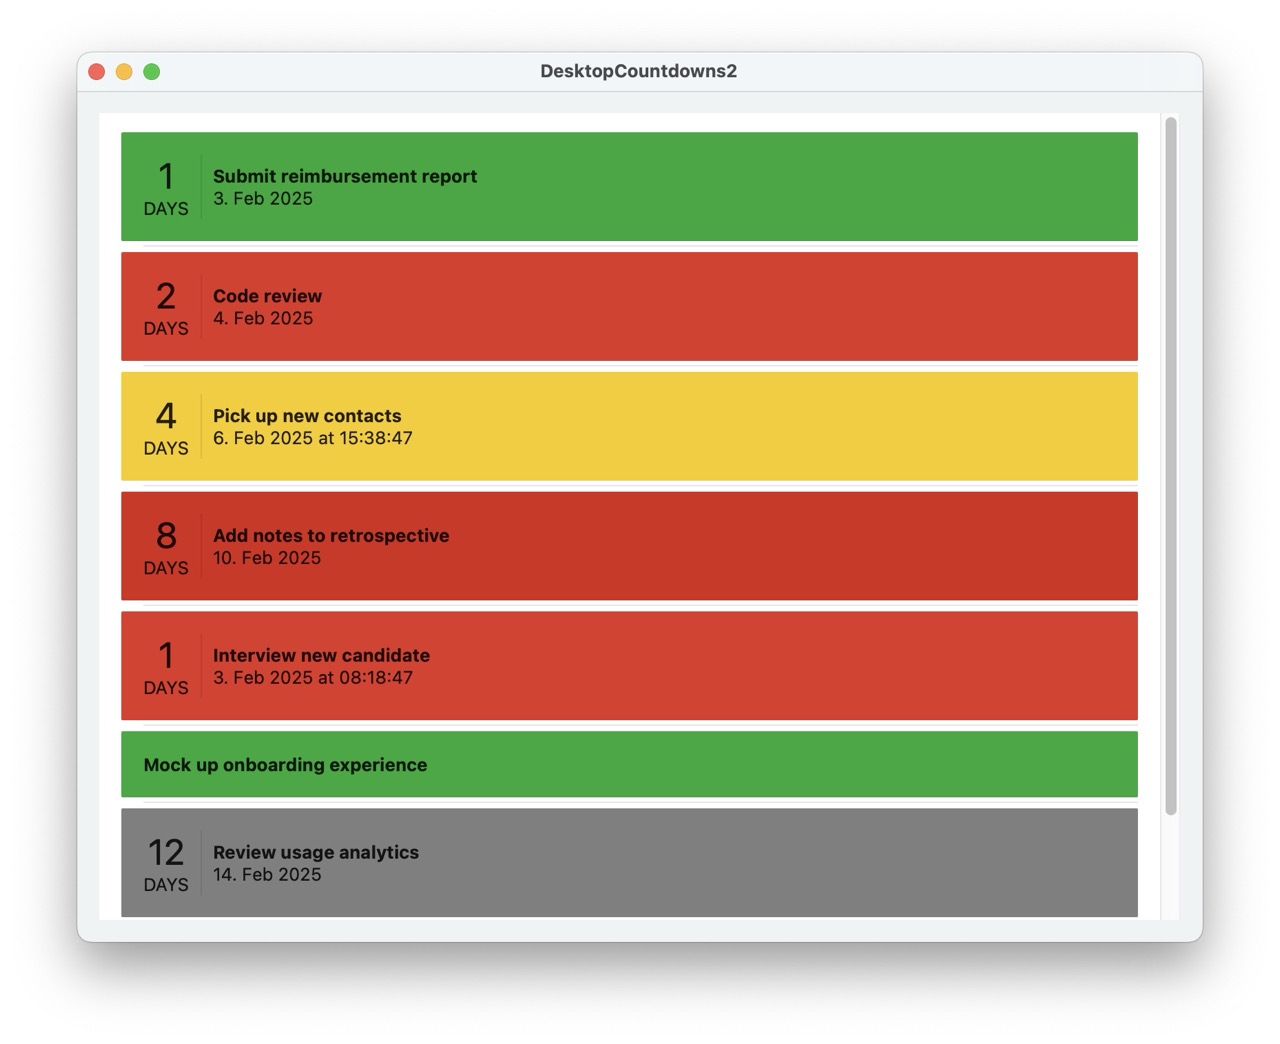 DesktopCountdowns2
1
DAYS
Submit reimbursement report
3. Feb 2025
2
DAYS
Code review
4. Feb 2025
4
DAYS
Pick up new contacts
6. Feb 2025 at 15:38:47
8
DAYS
Add notes to retrospective
10. Feb 2025
1
DAYS
Interview new candidate
3. Feb 2025 at 08:18:47
Mock up onboarding experience
12
DAYS
Review usage analytics
14. Feb 2025